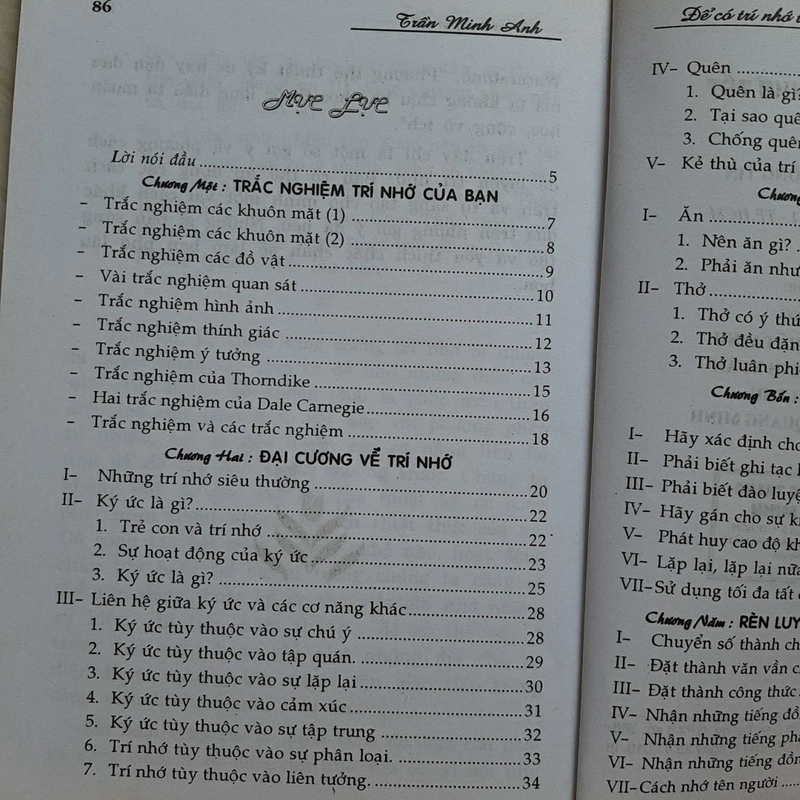 86
Trần Minh Anh
Mục Lục
Lời nói đầu ........ 5
Chương Một : TRẮC NGHIỆM TRÍ NHỚ CỦA BẠN
– Trắc nghiệm các khuôn mặt (1) ........ 7
– Trắc nghiệm các khuôn mặt (2) ........ 8
– Trắc nghiệm các đồ vật ........ 9
– Vài trắc nghiệm quan sát ........ 10
– Trắc nghiệm hình ảnh ........ 11
– Trắc nghiệm thính giác ........ 12
– Trắc nghiệm ý tưởng ........ 13
– Trắc nghiệm của Thorndike ........ 15
– Hai trắc nghiệm của Dale Carnegie ........ 16
– Trắc nghiệm và các trắc nghiệm ........ 18
Chương Hai : ĐẠI CƯƠNG VỀ TRÍ NHỚ
I– Những trí nhớ siêu thường ........ 20
II– Ký ức là gì? ........ 22
1. Trẻ con và trí nhớ ........ 22
2. Sự hoạt động của ký ức ........ 23
3. Ký ức là gì? ........ 25
III– Liên hệ giữa ký ức và các cơ năng khác ........ 28
1. Ký ức tùy thuộc vào sự chú ý ........ 28
2. Ký ức tùy thuộc vào tập quán. ........ 29
3. Ký ức tùy thuộc vào sự lặp lại ........ 30
4. Ký ức tùy thuộc vào cảm xúc ........ 31
5. Ký ức tùy thuộc vào sự tập trung ........ 32
6. Trí nhớ tùy thuộc vào sự phân loại. ........ 33
7. Trí nhớ tùy thuộc vào liên tưởng. ........ 34
Để có trí nhớ
IV– Quên ........
1. Quên là gì?
2. Tại sao quên
3. Chống quên
V– Kẻ thù của trí
Chương
I– Ăn ........
1. Nên ăn gì? .
2. Phải ăn như
II– Thở ........
1. Thở có ý thức
2. Thở đều đặn
3. Thở luân phi
Chương Bốn :
I– Hãy xác định cho
II– Phải biết ghi tạc
III– Phải biết đào luyệ
IV– Hãy gán cho sự k
V– Phát huy cao độ kh
VI– Lặp lại, lặp lại nữa
VII– Sử dụng tối đa tất
Chương Năm : RÈN LUY
I– Chuyển số thành ch
II– Đặt thành văn vần c
III– Đặt thành công thức
IV– Nhận những tiếng đồ
V– Nhận những tiếng ph
VI– Nhận những tiếng đồn
VII– Cách nhớ tên người ....